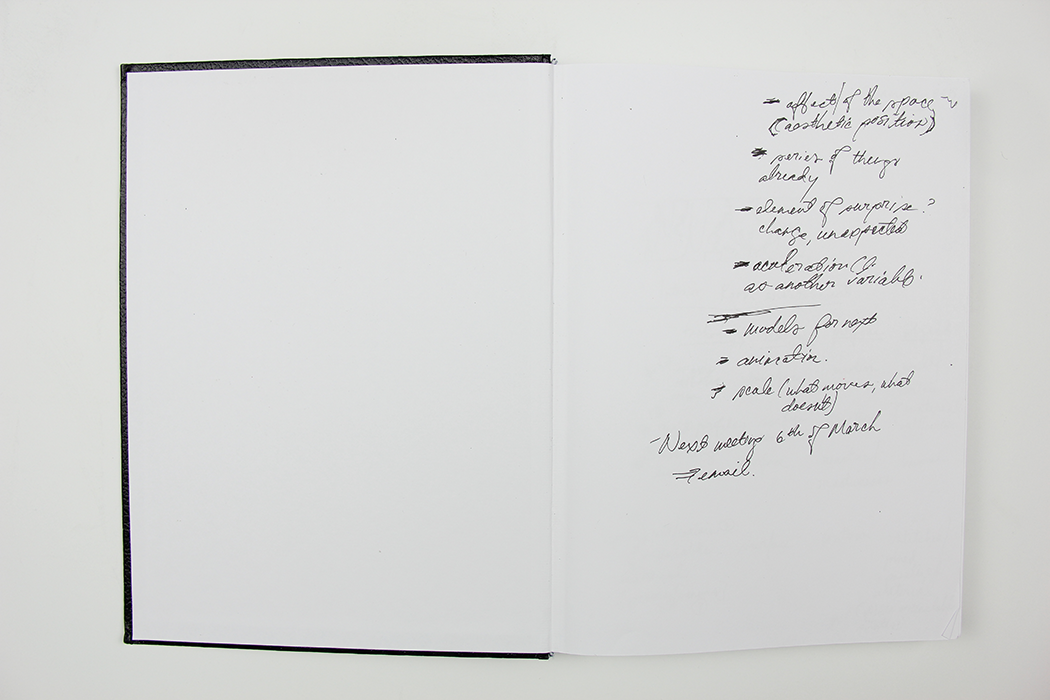 - affect/of the space ~
(aesthetic position)
- series of things
already
- element of surprise?
change, unexpected
- aceleration
as another variable.
- models for next
- animation.
- scale (what moves, what
doesn't)
- Next meeting 6th of March
email.